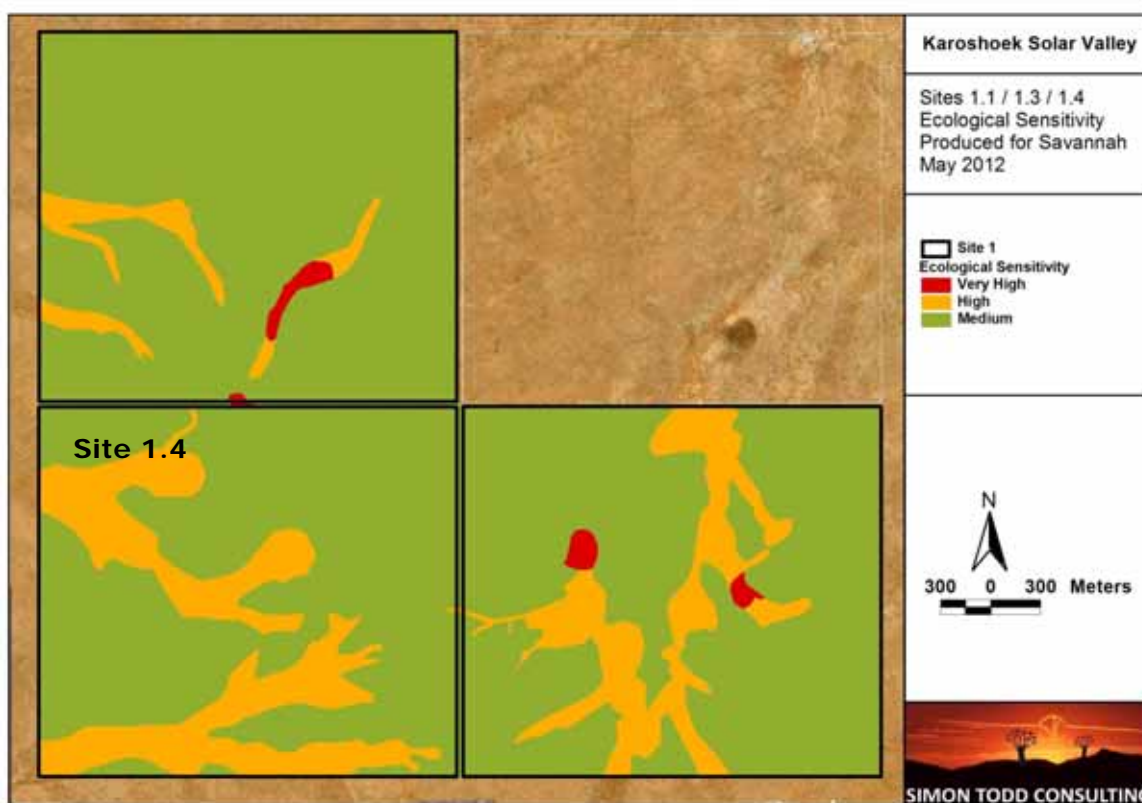 Karoshoek Solar Valley
Sites 1.1 / 1.3 / 1.4
Ecological Sensitivity
Produced for Savannah
May 2012
Site 1
Ecological Sensitivity
Very High
High
Medium
Site 1.4
N
300 0 300 Meters
SIMON TODD CONSULTING